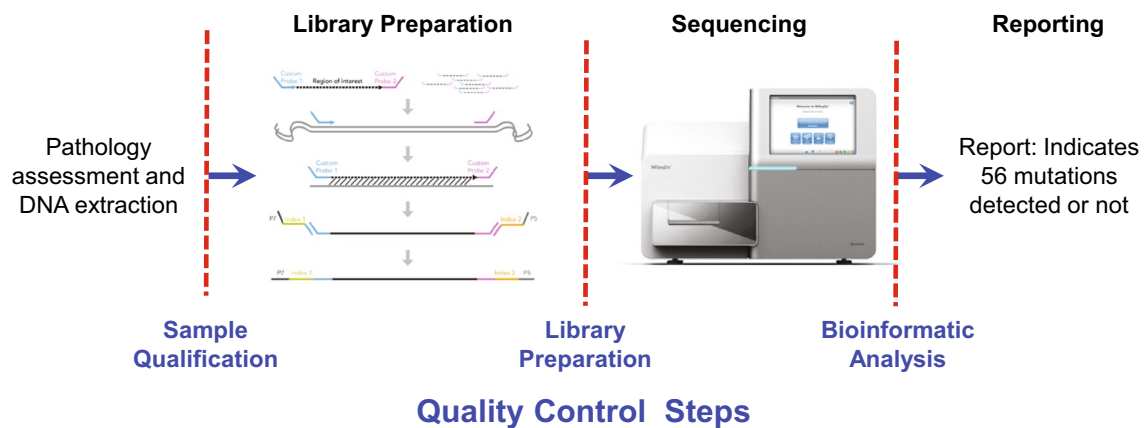 Library Preparation
Sequencing
Reporting
Custom
Probe 1
Region of interest
Custom
Probe 2
Pathology
assessment and
DNA extraction
Custom
Probe 1
Custom
Probe 2
P7
Index 1
Index 2
P5
P7
Index 1
Index 2
P5
MiSeqDx
Report: Indicates
56 mutations
detected or not
Sample
Qualification
Library
Preparation
Bioinformatic
Analysis
Quality Control Steps